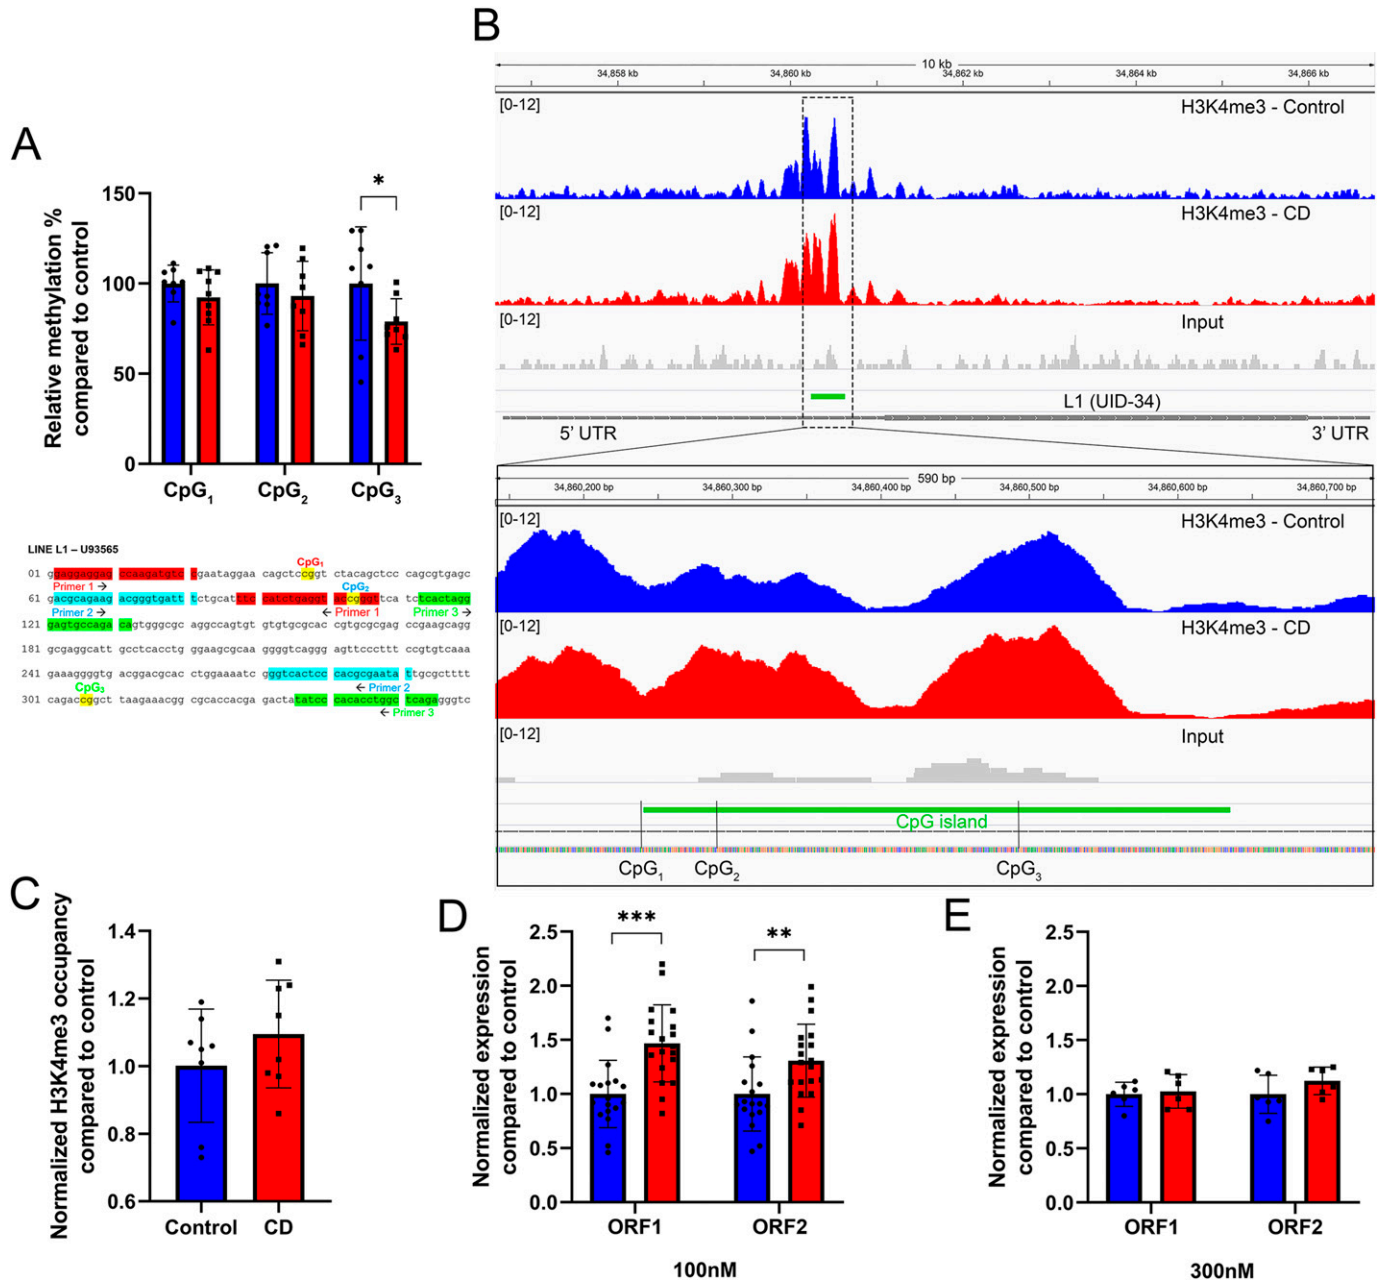 A
Relative methylation %
compared to control
150
100
50
0
*
CpG1
CpG2
CpG3
LINE L1 – U93565
CpG1
01 ggaggaggag ccaagatgtc cgaataggaa cagctccggt ctacagctcc cagcgtgagc
Primer 1 →
CpG2
61 gacgcagaag acgggtgatt tctgcatttc catctgaggt accgggttca tctcactagg
Primer 2 →
← Primer 1
Primer 3 →
121 gagtgccaga cagtgggcgc aggccagtgt gtgtgcgcac cgtgcgcgag ccgaagcagg
181 gcgaggcatt gcctcacctg ggaagcgcaa ggggtcaggg agttcccttt ccgtgtcaaa
241 gaaaggggtg acggacgcac ctggaaaatc gggtcactcc cacgcgaata ttgcgctttt
CpG3
← Primer 2
301 cagaccggct taagaaacgg cgcaccacga gactatatcc cacacctggc tcagagggtc
← Primer 3
B
10 kb
34,858 kb
34,860 kb
34,862 kb
34,864 kb
34,866 kb
[0-12]
H3K4me3 - Control
[0-12]
H3K4me3 - CD
[0-12]
Input
L1 (UID-34)
5' UTR
3' UTR
590 bp
34,860,200 bp
34,860,300 bp
34,860,400 bp
34,860,500 bp
34,860,600 bp
34,860,700 bp
[0-12]
H3K4me3 - Control
[0-12]
H3K4me3 - CD
[0-12]
Input
CpG island
CpG1
CpG2
CpG3
C
Normalized H3K4me3 occupancy
compared to control
1.4
1.2
1.0
0.8
0.6
Control
CD
D
Normalized expression
compared to control
2.5
2.0
1.5
1.0
0.5
0.0
***
**
ORF1
ORF2
100nM
E
Normalized expression
compared to control
2.5
2.0
1.5
1.0
0.5
0.0
ORF1
ORF2
300nM